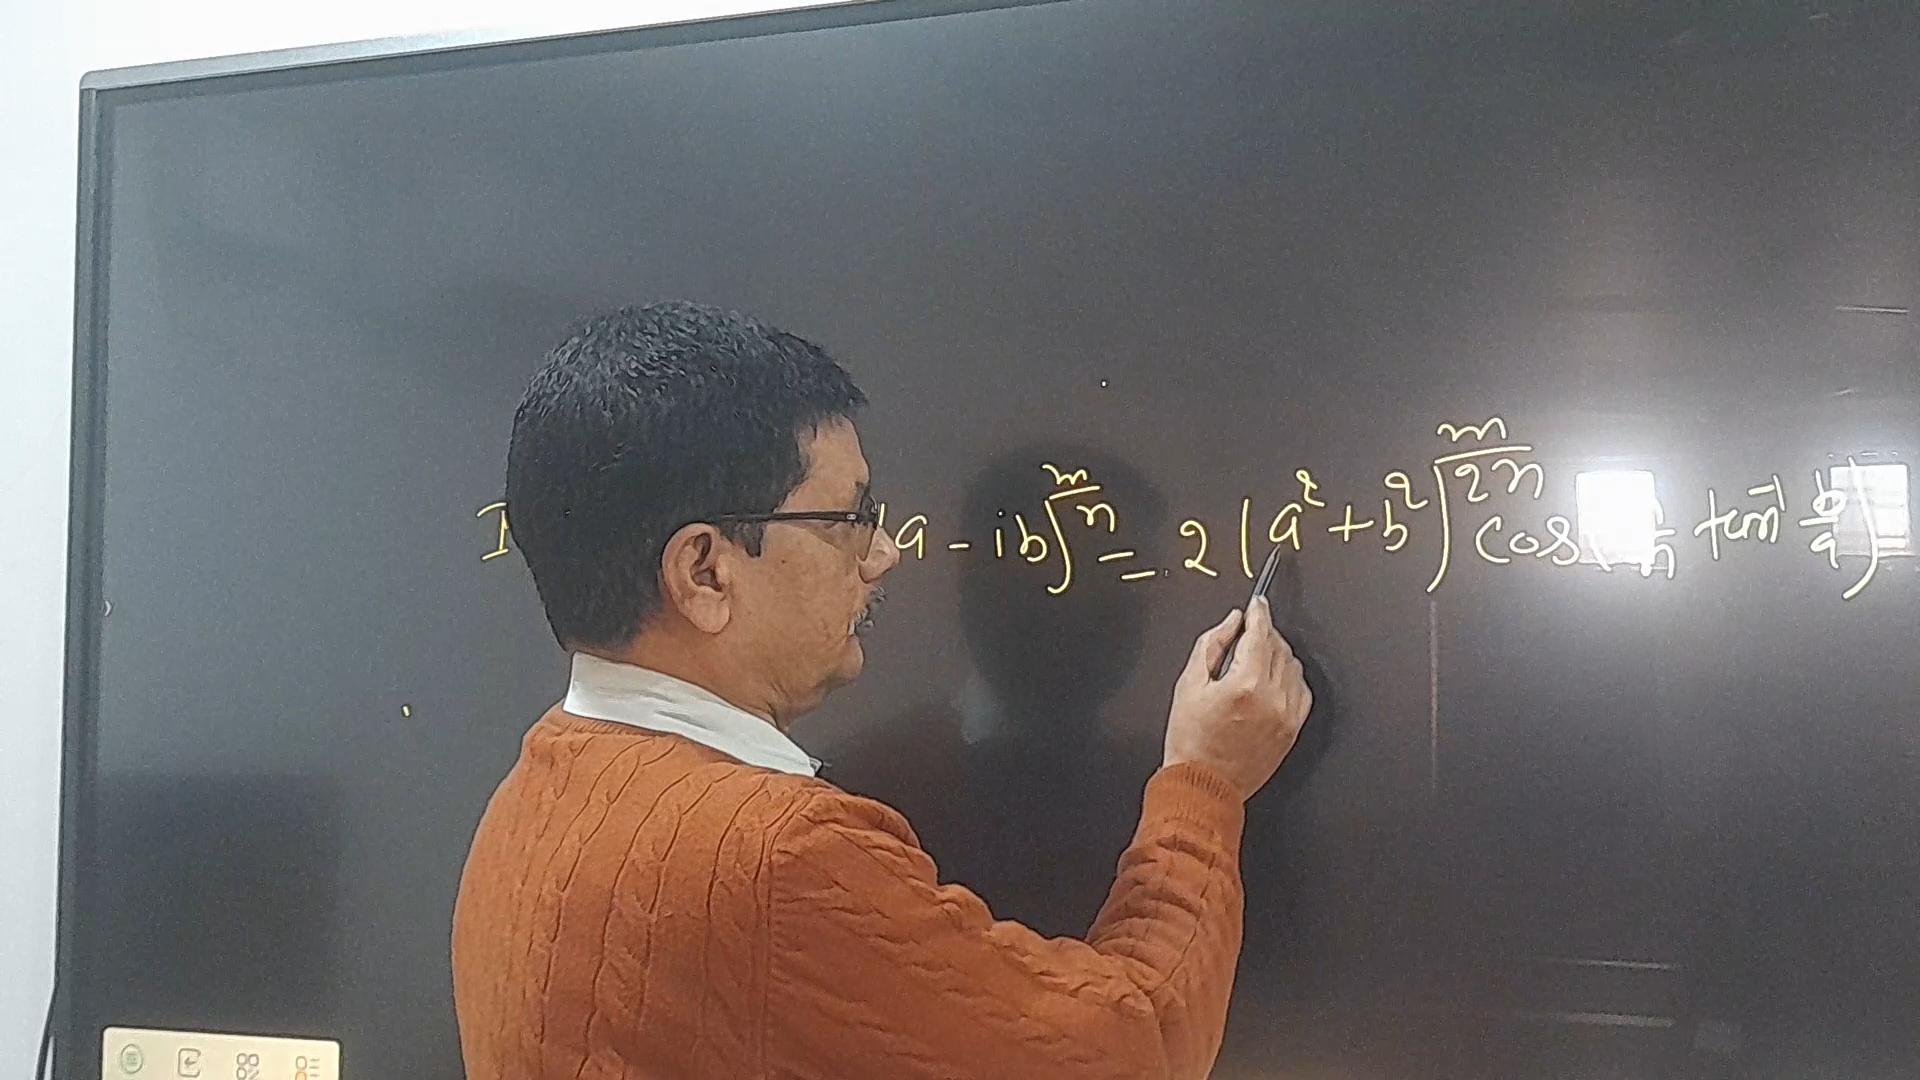 I a - ib)^(m/n) = 2 (a² + b²)^(m/2n) cos( n tan⁻¹ b/a)